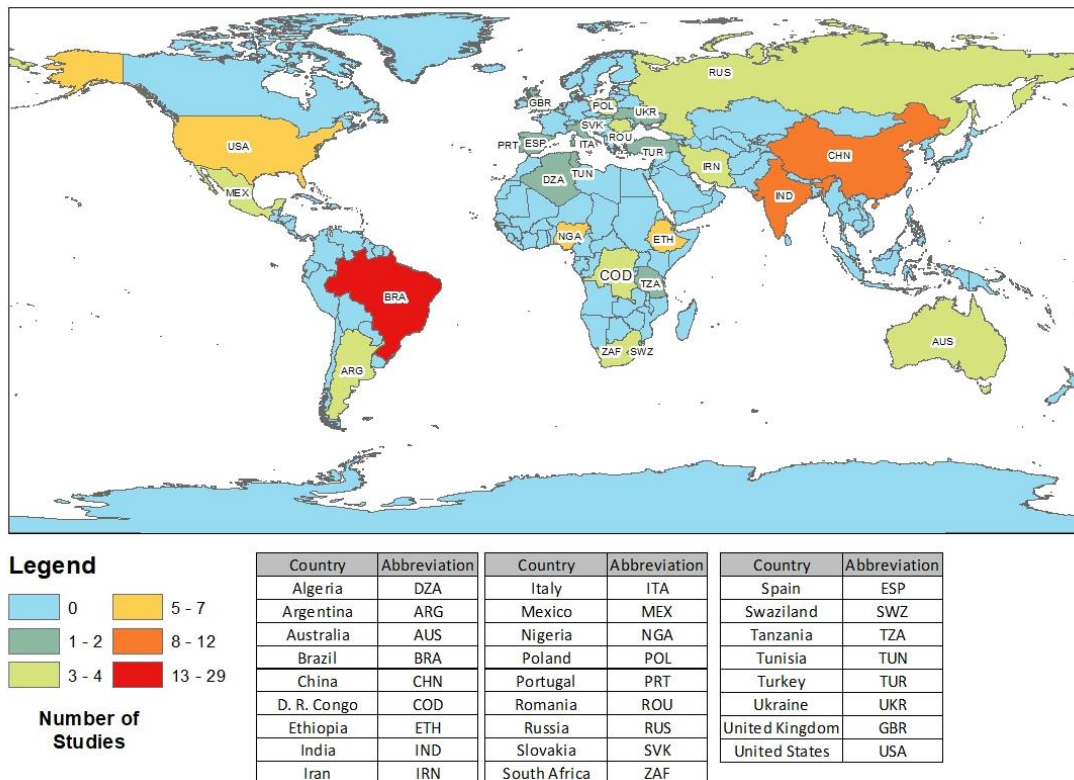 RUS
GBR
POL
UKR
SVK
ROU
PRT
ESP
ITA
TUR
USA
CHN
IRN
TUN
DZA
MEX
IND
NGA
ETH
COD
TZA
BRA
AUS
ZAF
SWZ
ARG
Legend
0
5 - 7
1 - 2
8 - 12
3 - 4
13 - 29
Number of
Studies
Country Abbreviation
Algeria DZA
Argentina ARG
Australia AUS
Brazil BRA
China CHN
D. R. Congo COD
Ethiopia ETH
India IND
Iran IRN
Country Abbreviation
Italy ITA
Mexico MEX
Nigeria NGA
Poland POL
Portugal PRT
Romania ROU
Russia RUS
Slovakia SVK
South Africa ZAF
Country Abbreviation
Spain ESP
Swaziland SWZ
Tanzania TZA
Tunisia TUN
Turkey TUR
Ukraine UKR
United Kingdom GBR
United States USA